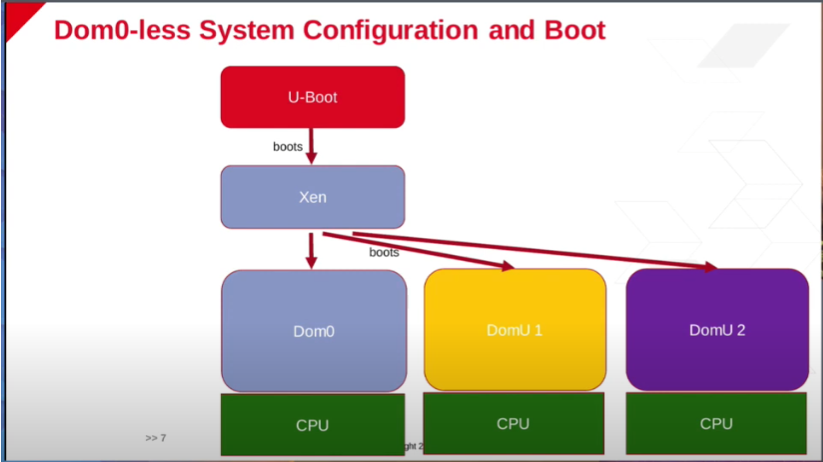 Dom0-less System Configuration and Boot
U-Boot
boots
Xen
boots
Dom0
DomU 1
DomU 2
CPU
CPU
CPU
>> 7